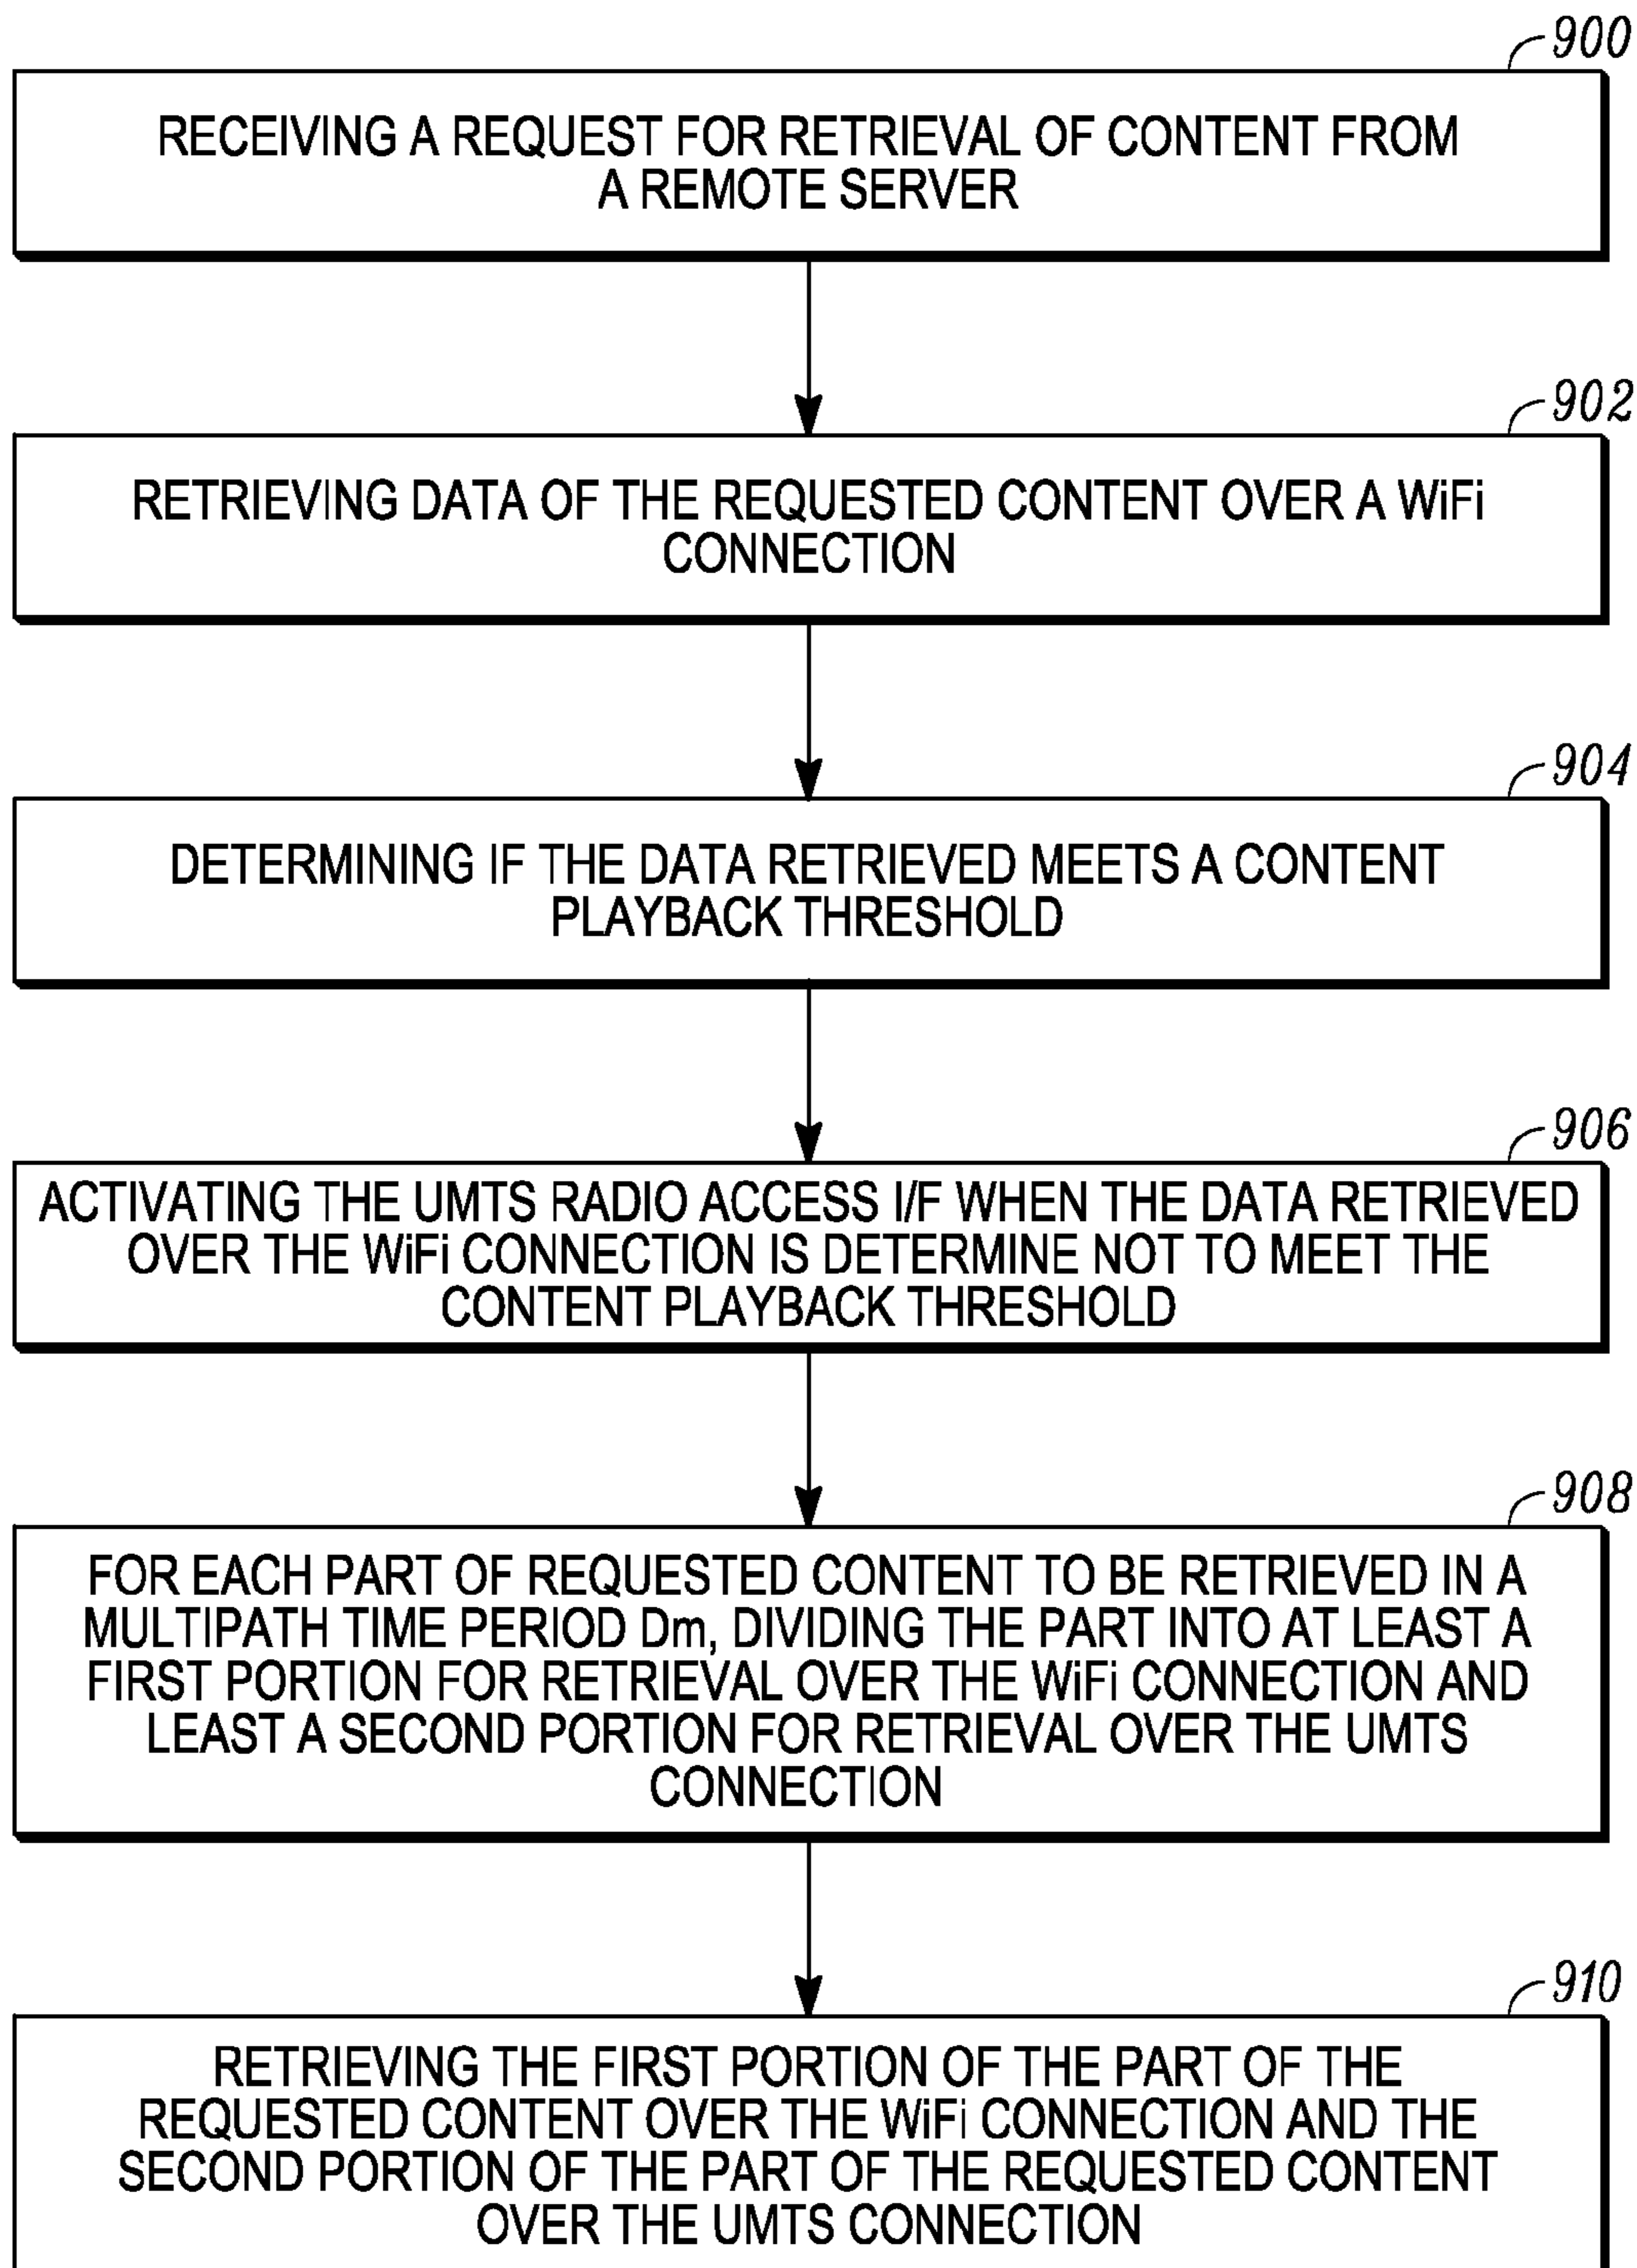 900
RECEIVING A REQUEST FOR RETRIEVAL OF CONTENT FROM
A REMOTE SERVER
902
RETRIEVING DATA OF THE REQUESTED CONTENT OVER A WiFi
CONNECTION
904
DETERMINING IF THE DATA RETRIEVED MEETS A CONTENT
PLAYBACK THRESHOLD
906
ACTIVATING THE UMTS RADIO ACCESS I/F WHEN THE DATA RETRIEVED
OVER THE WiFi CONNECTION IS DETERMINE NOT TO MEET THE
CONTENT PLAYBACK THRESHOLD
908
FOR EACH PART OF REQUESTED CONTENT TO BE RETRIEVED IN A
MULTIPATH TIME PERIOD Dm, DIVIDING THE PART INTO AT LEAST A
FIRST PORTION FOR RETRIEVAL OVER THE WiFi CONNECTION AND
LEAST A SECOND PORTION FOR RETRIEVAL OVER THE UMTS
CONNECTION
910
RETRIEVING THE FIRST PORTION OF THE PART OF THE
REQUESTED CONTENT OVER THE WiFi CONNECTION AND THE
SECOND PORTION OF THE PART OF THE REQUESTED CONTENT
OVER THE UMTS CONNECTION